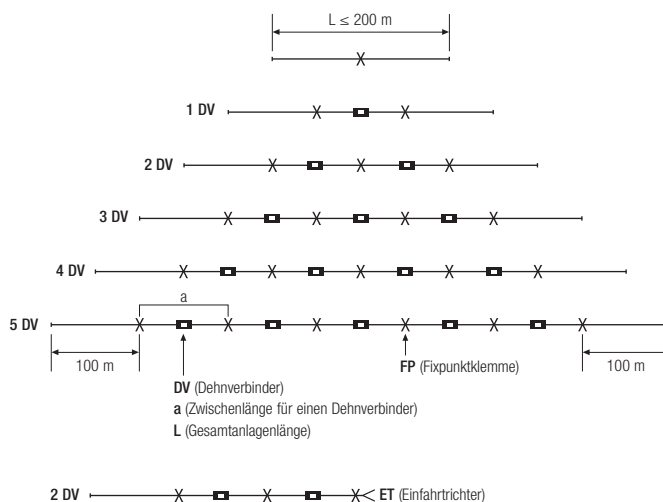 L ≤ 200 m
1 DV
2 DV
3 DV
4 DV
a
5 DV
100 m
FP (Fixpunktklemme)
100 m
DV (Dehnverbinder)
a (Zwischenlänge für einen Dehnverbinder)
L (Gesamtanlagenlänge)
2 DV
ET (Einfahrtrichter)